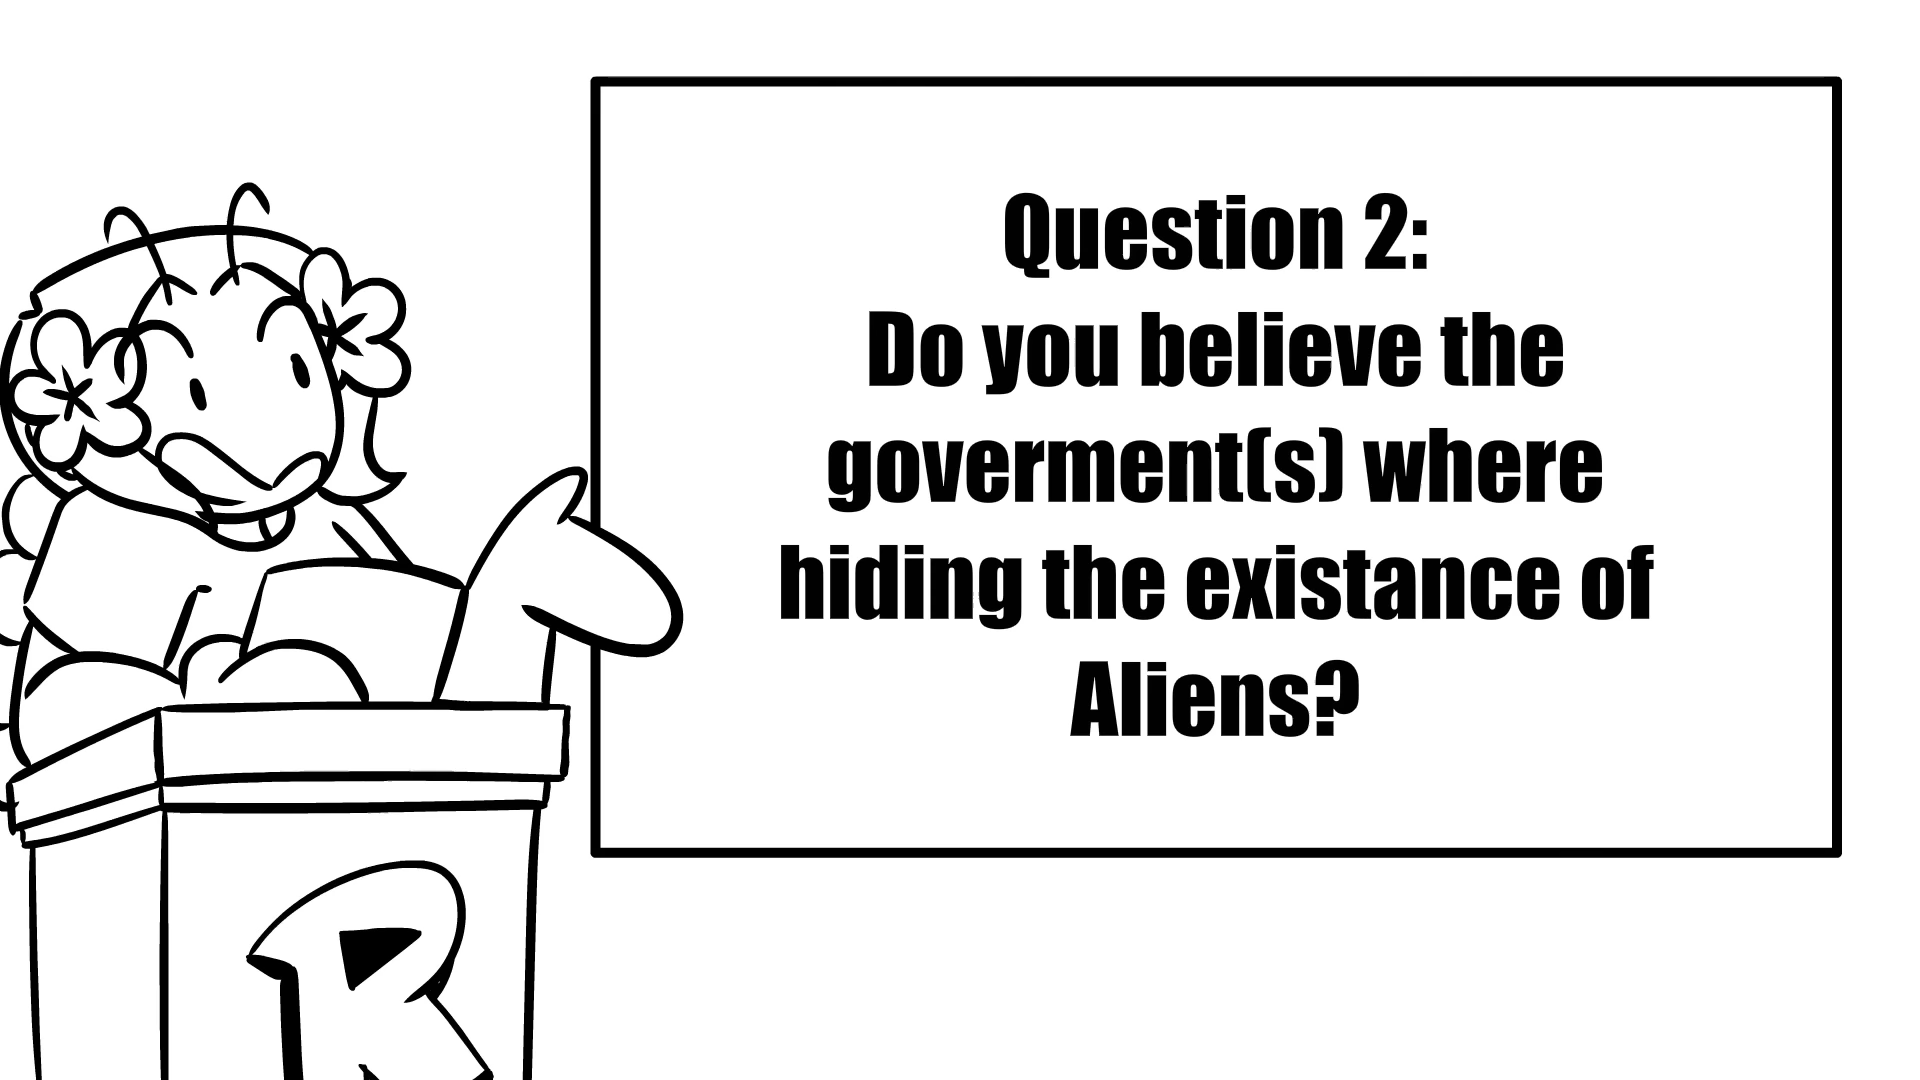 Question 2:
Do you believe the
goverment(s) where
hiding the existance of
Aliens?
R